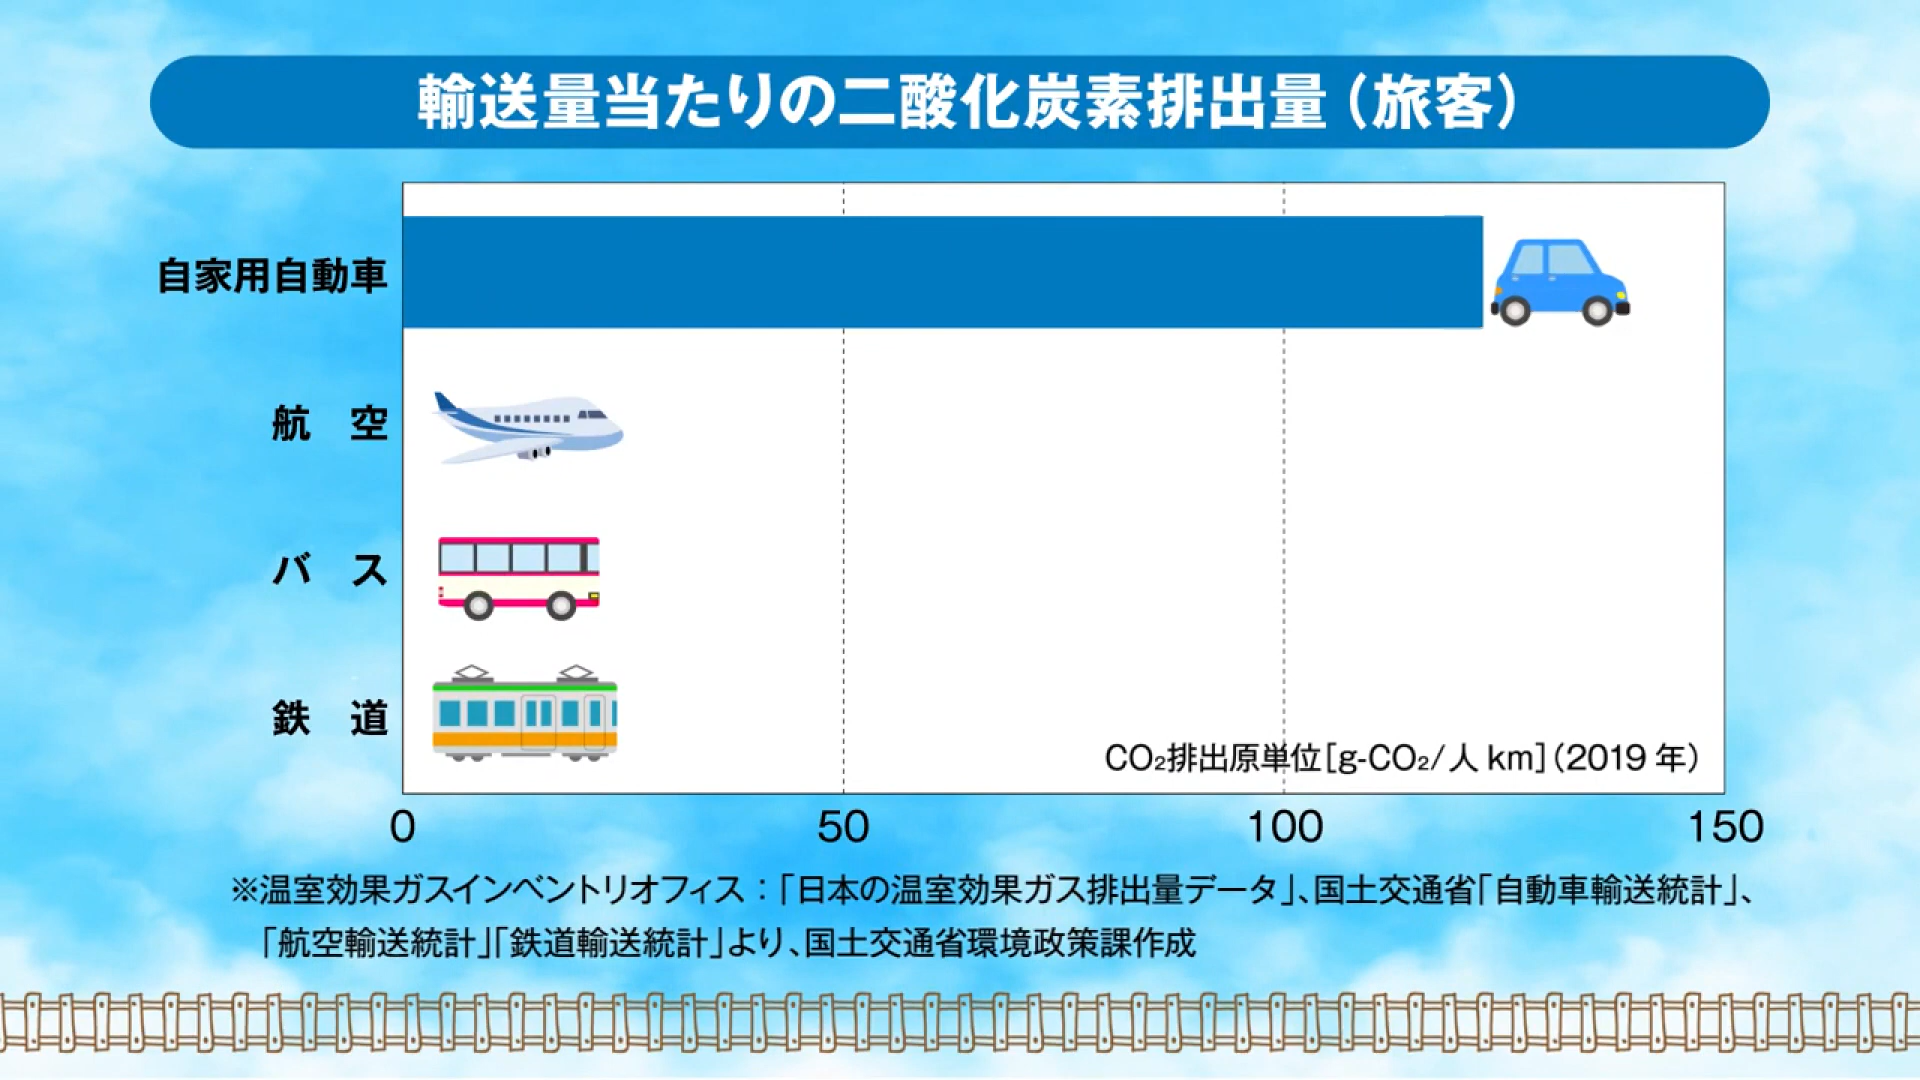 輸送量当たりの二酸化炭素排出量（旅客）
自家用自動車
航　空
バ　ス
鉄　道
CO₂排出原単位[g-CO₂/人km]（2019年）
0 50 100 150
※温室効果ガスインベントリオフィス：「日本の温室効果ガス排出量データ」、国土交通省「自動車輸送統計」、
「航空輸送統計」「鉄道輸送統計」より、国土交通省環境政策課作成